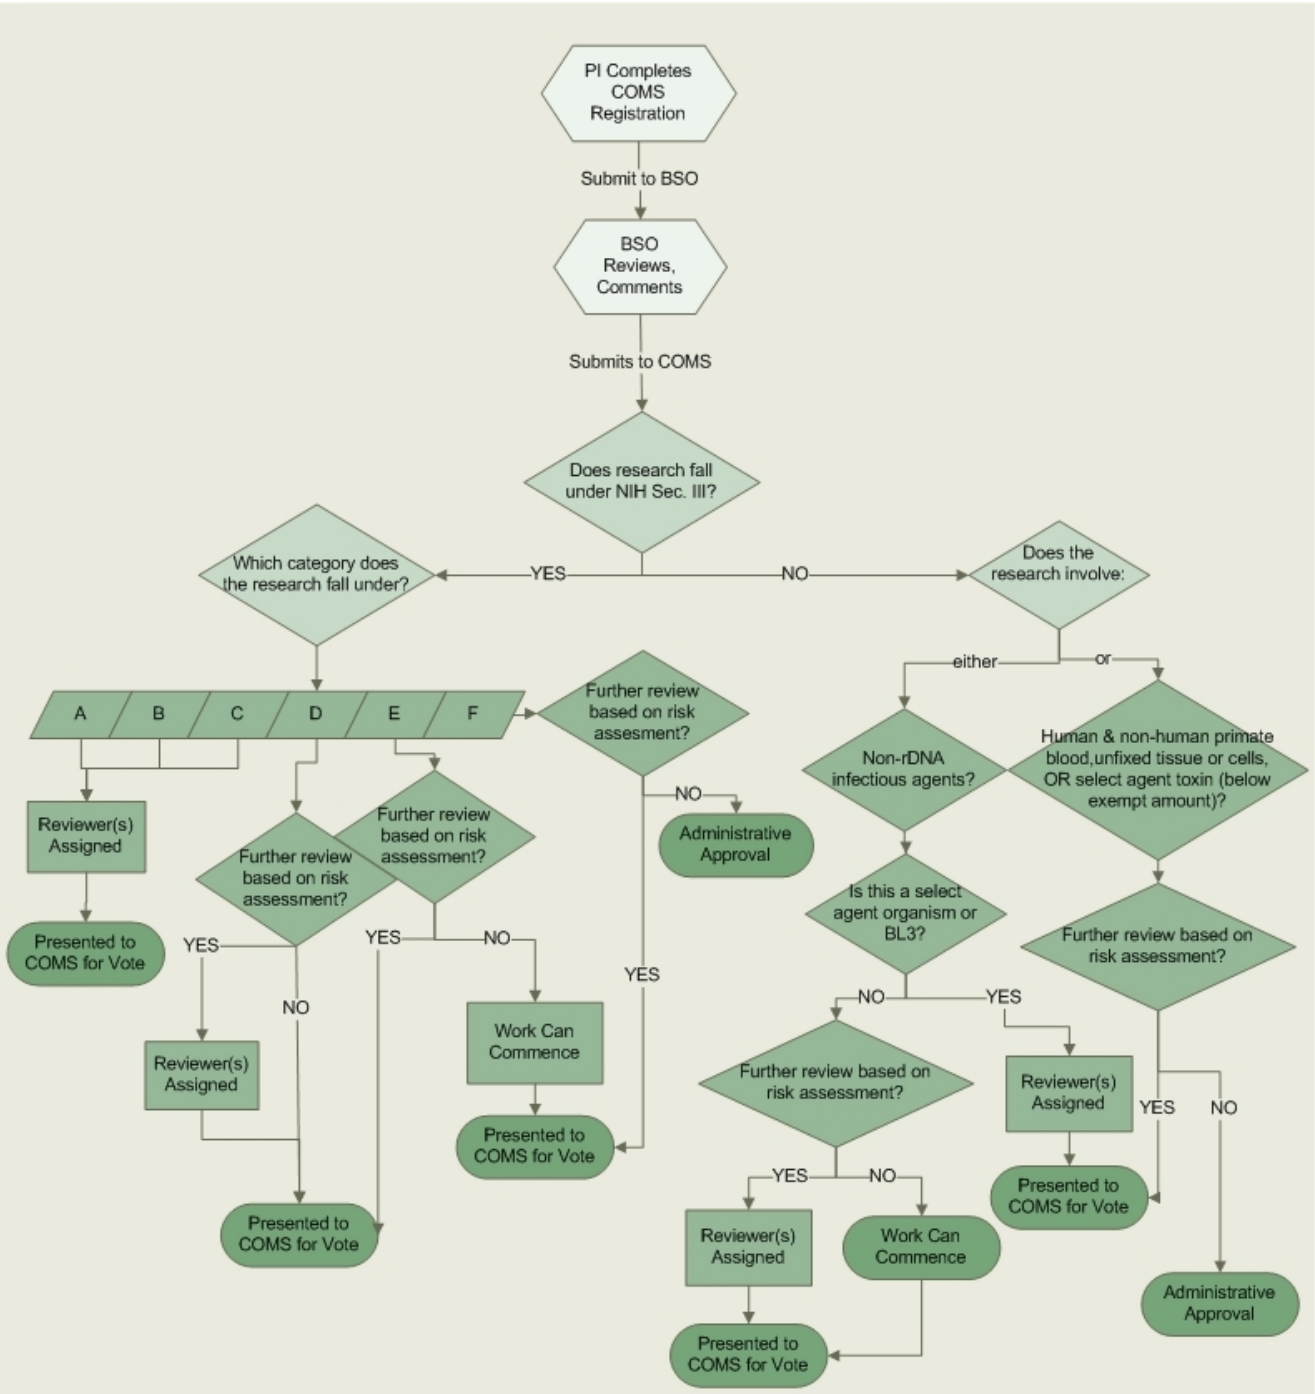 PI Completes
COMS
Registration
Submit to BSO
BSO
Reviews,
Comments
Submits to COMS
Does research fall
under NIH Sec. III?
YES
NO
Which category does
the research fall under?
Does the
research involve:
either
or
A B C D E F
Further review
based on risk
assesment?
NO
Administrative
Approval
YES
Reviewer(s)
Assigned
Presented to
COMS for Vote
Further review
based on risk
assessment?
YES
NO
Reviewer(s)
Assigned
Presented to
COMS for Vote
Further review
based on risk
assessment?
YES
NO
Work Can
Commence
Presented to
COMS for Vote
Non-rDNA
infectious agents?
Is this a select
agent organism or
BL3?
NO
YES
Further review based on
risk assessment?
YES
NO
Reviewer(s)
Assigned
Work Can
Commence
Presented to
COMS for Vote
Reviewer(s)
Assigned
Presented to
COMS for Vote
Human & non-human primate
blood,unfixed tissue or cells,
OR select agent toxin (below
exempt amount)?
Further review based on
risk assessment?
YES
NO
Administrative
Approval